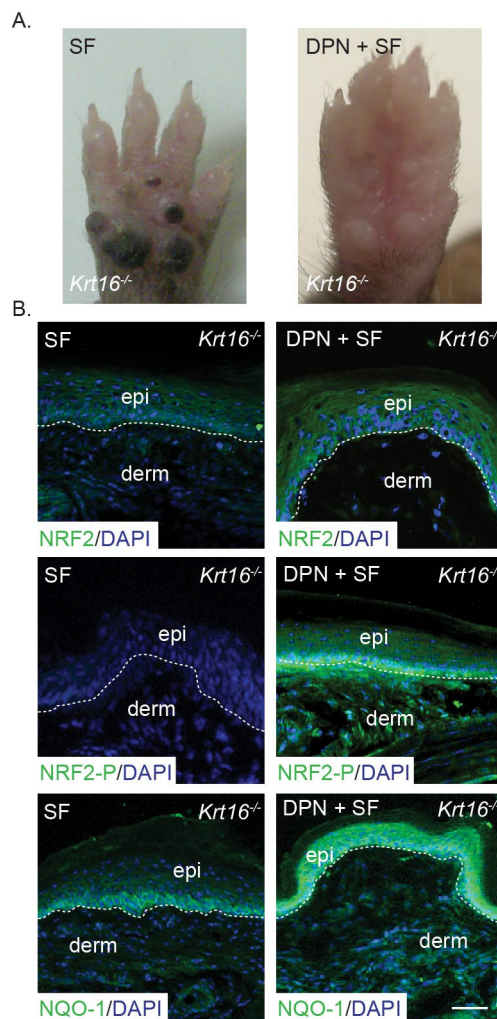 A.
SF
DPN + SF
Krt16-/-
Krt16-/-
B.
SF Krt16-/-
epi
derm
NRF2/DAPI
DPN + SF Krt16-/-
epi
derm
NRF2/DAPI
SF Krt16-/-
epi
derm
NRF2-P/DAPI
DPN + SF Krt16-/-
epi
derm
NRF2-P/DAPI
SF Krt16-/-
epi
derm
NQO-1/DAPI
DPN + SF Krt16-/-
epi
derm
NQO-1/DAPI